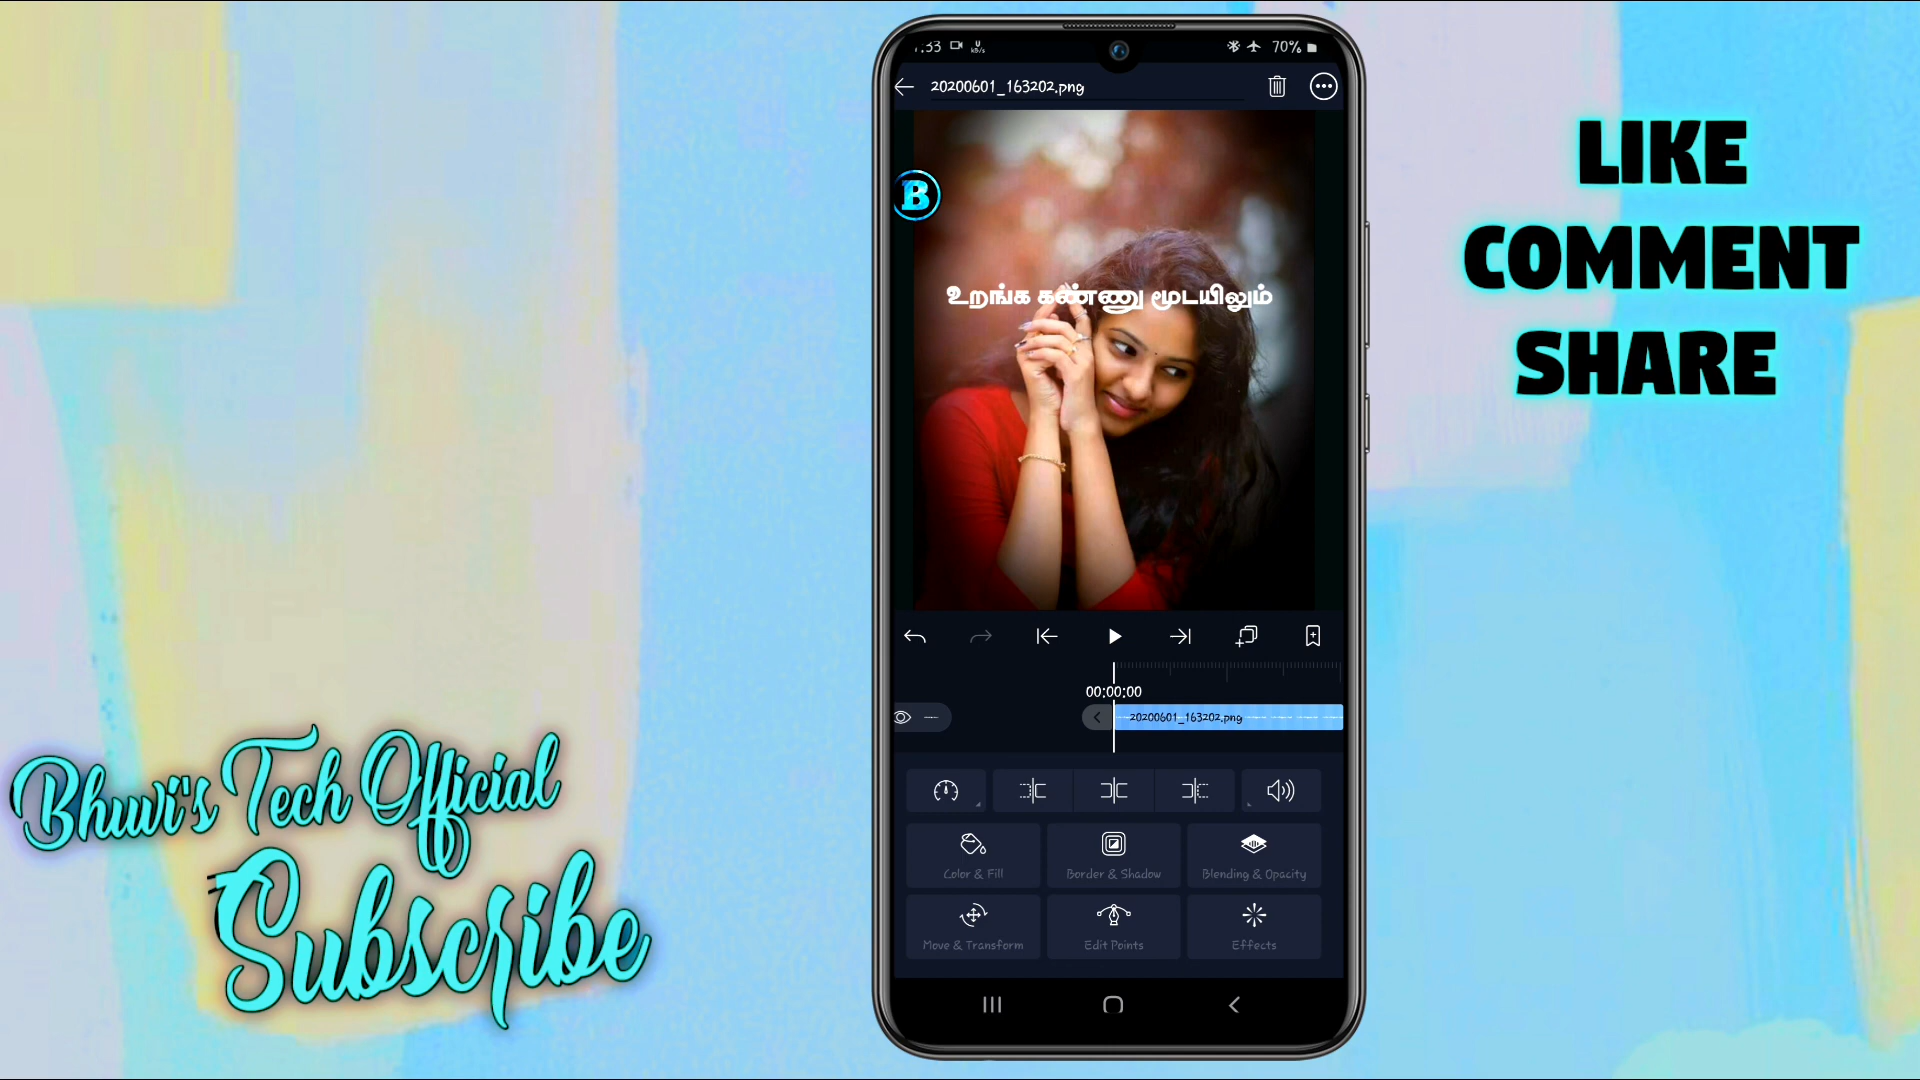 33
70%
20200601_163202.png
B
உறங்க கண்ணு மூடயிலும்
00:00:00
20200601_163202.png
Color & Fill
Border & Shadow
Blending & Opacity
Move & Transform
Edit Points
Effects
LIKE
COMMENT
SHARE
Bhuvi's Tech Official
Subscribe